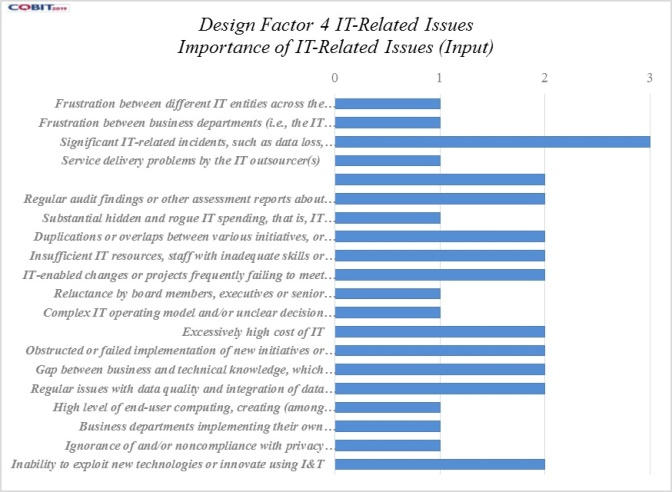 COBIT 2019
Design Factor 4 IT-Related Issues
Importance of IT-Related Issues (Input)
0 1 2 3
Frustration between different IT entities across the…
Frustration between business departments (i.e., the IT…
Significant IT-related incidents, such as data loss,…
Service delivery problems by the IT outsourcer(s)
Regular audit findings or other assessment reports about…
Substantial hidden and rogue IT spending, that is, IT…
Duplications or overlaps between various initiatives, or…
Insufficient IT resources, staff with inadequate skills or…
IT-enabled changes or projects frequently failing to meet…
Reluctance by board members, executives or senior…
Complex IT operating model and/or unclear decision…
Excessively high cost of IT
Obstructed or failed implementation of new initiatives or…
Gap between business and technical knowledge, which…
Regular issues with data quality and integration of data…
High level of end-user computing, creating (among…
Business departments implementing their own…
Ignorance of and/or noncompliance with privacy…
Inability to exploit new technologies or innovate using I&T